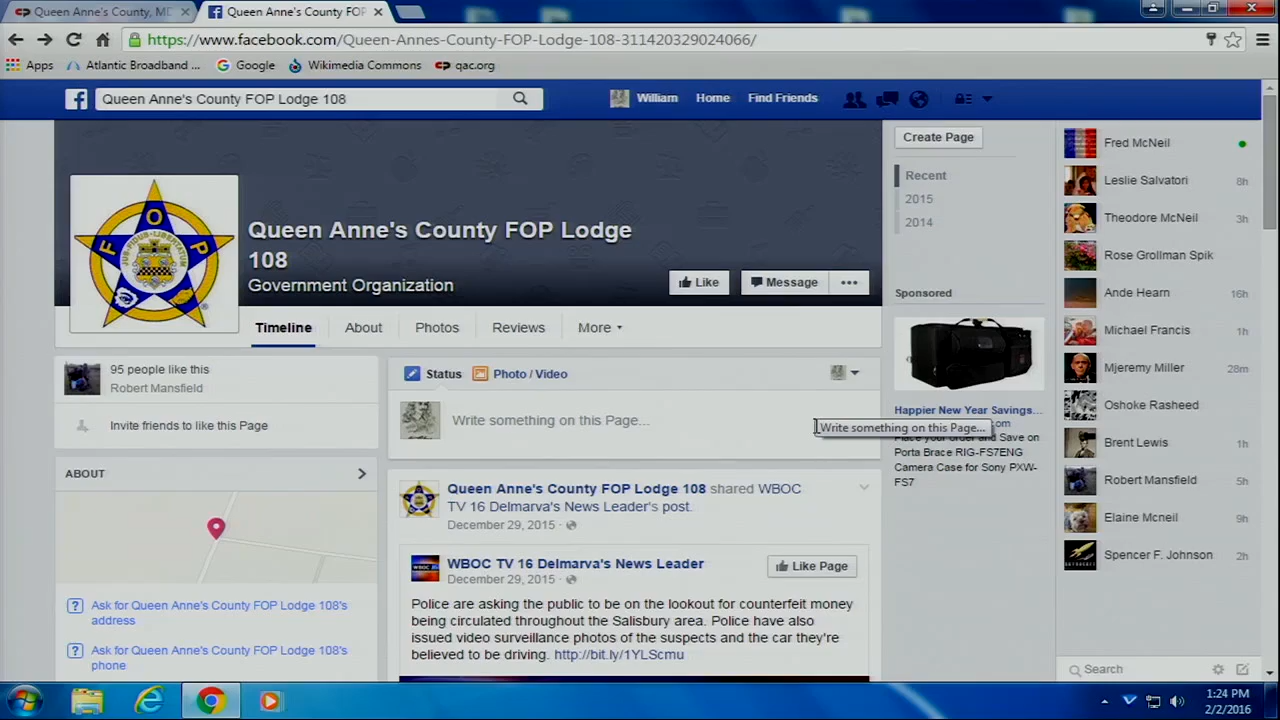 Queen Anne's County, MD
Queen Anne's County FOP
https://www.facebook.com/Queen-Annes-County-FOP-Lodge-108-311420329024066/
Apps
Atlantic Broadband ...
Google
Wikimedia Commons
qac.org
Queen Anne's County FOP Lodge 108
William
Home
Find Friends
F O P
Queen Anne's County FOP Lodge
108
Government Organization
Like
Message
Timeline
About
Photos
Reviews
More
95 people like this
Robert Mansfield
Invite friends to like this Page
ABOUT
Ask for Queen Anne's County FOP Lodge 108's
address
Ask for Queen Anne's County FOP Lodge 108's
phone
Status
Photo / Video
Write something on this Page...
Write something on this Page...
Queen Anne's County FOP Lodge 108 shared WBOC
TV 16 Delmarva's News Leader's post.
December 29, 2015
WBOC TV 16 Delmarva's News Leader
December 29, 2015
Like Page
Police are asking the public to be on the lookout for counterfeit money
being circulated throughout the Salisbury area. Police have also
issued video surveillance photos of the suspects and the car they're
believed to be driving. http://bit.ly/1YLScmu
Create Page
Recent
2015
2014
Sponsored
Happier New Year Savings...
om
Place your order and Save on
Porta Brace RIG-FS7ENG
Camera Case for Sony PXW-
FS7
Fred McNeil
Leslie Salvatori 8h
Theodore McNeil 3h
Rose Grollman Spik
Ande Hearn 16h
Michael Francis 1h
Mjeremy Miller 28m
Oshoke Rasheed
Brent Lewis 1h
Robert Mansfield 5h
Elaine Mcneil 9h
Spencer F. Johnson 2h
Search
1:24 PM
2/2/2016